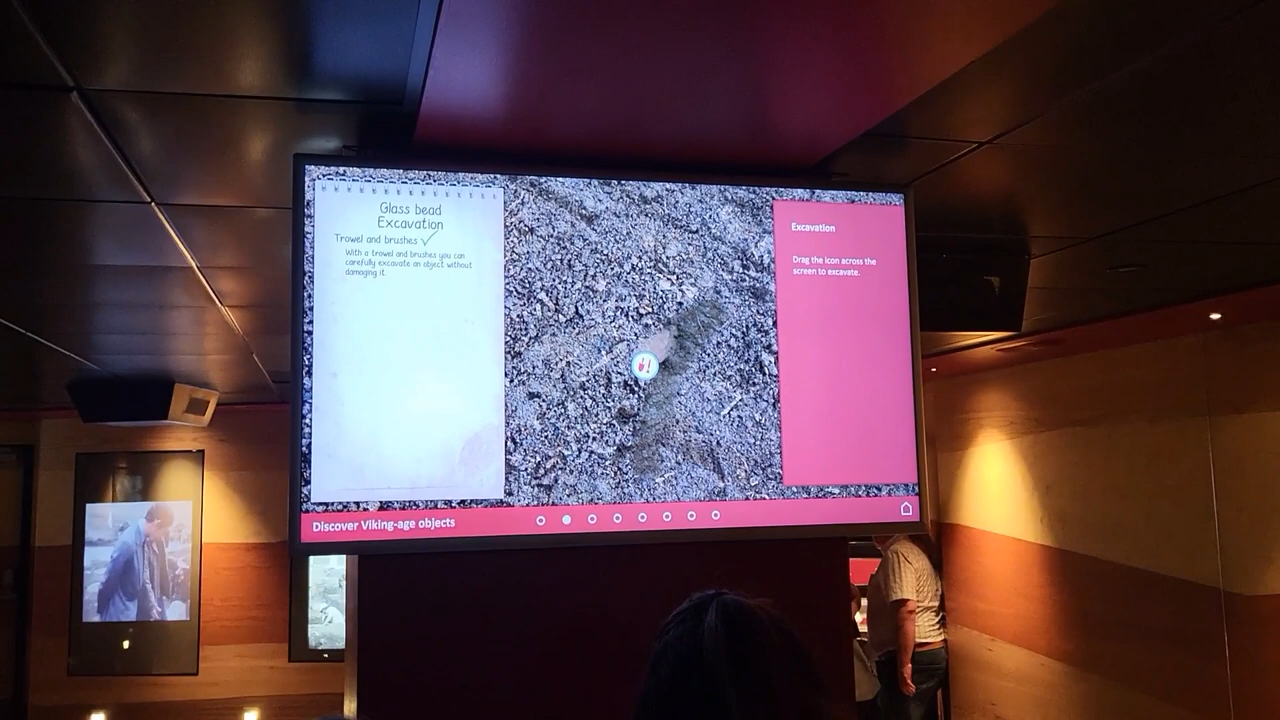 Glass bead
Excavation
Trowel and brushes ✓
With a trowel and brushes you can
carefully excavate an object without
damaging it.
Excavation
Drag the icon across the
screen to excavate.
Discover Viking-age objects